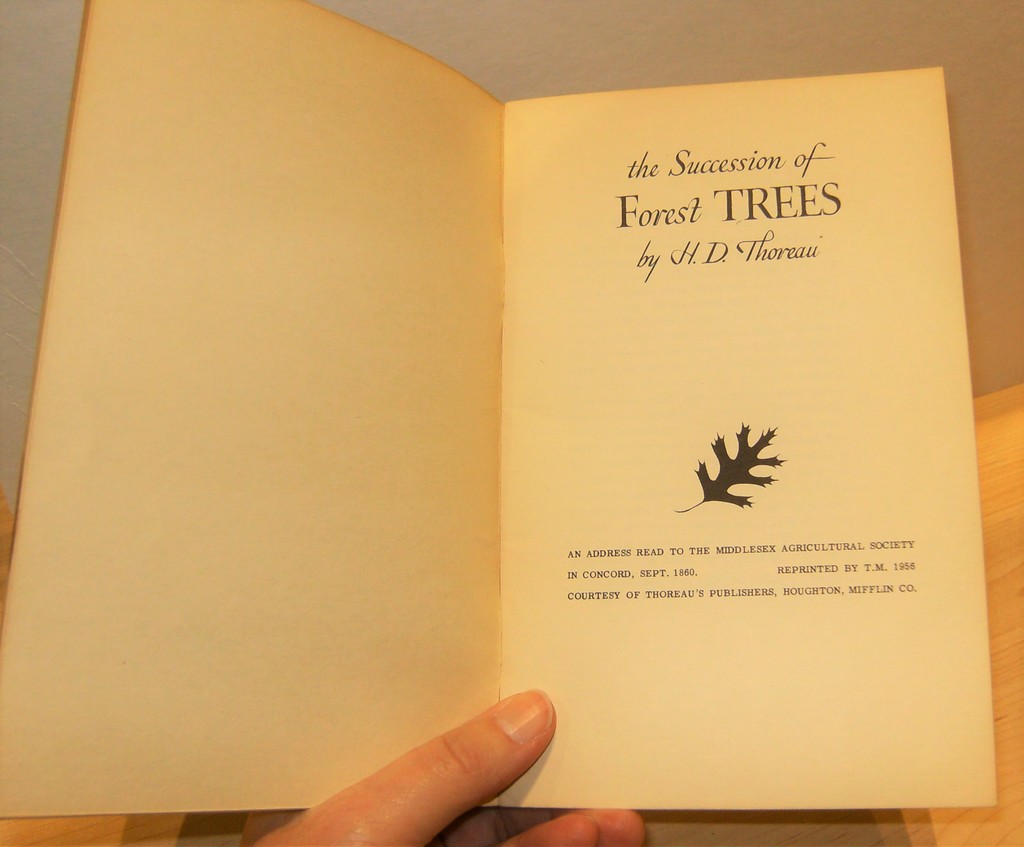 the Succession of
Forest TREES
by H. D. Thoreau
AN ADDRESS READ TO THE MIDDLESEX AGRICULTURAL SOCIETY
IN CONCORD, SEPT. 1860. REPRINTED BY T.M. 1956
COURTESY OF THOREAU'S PUBLISHERS, HOUGHTON, MIFFLIN CO.